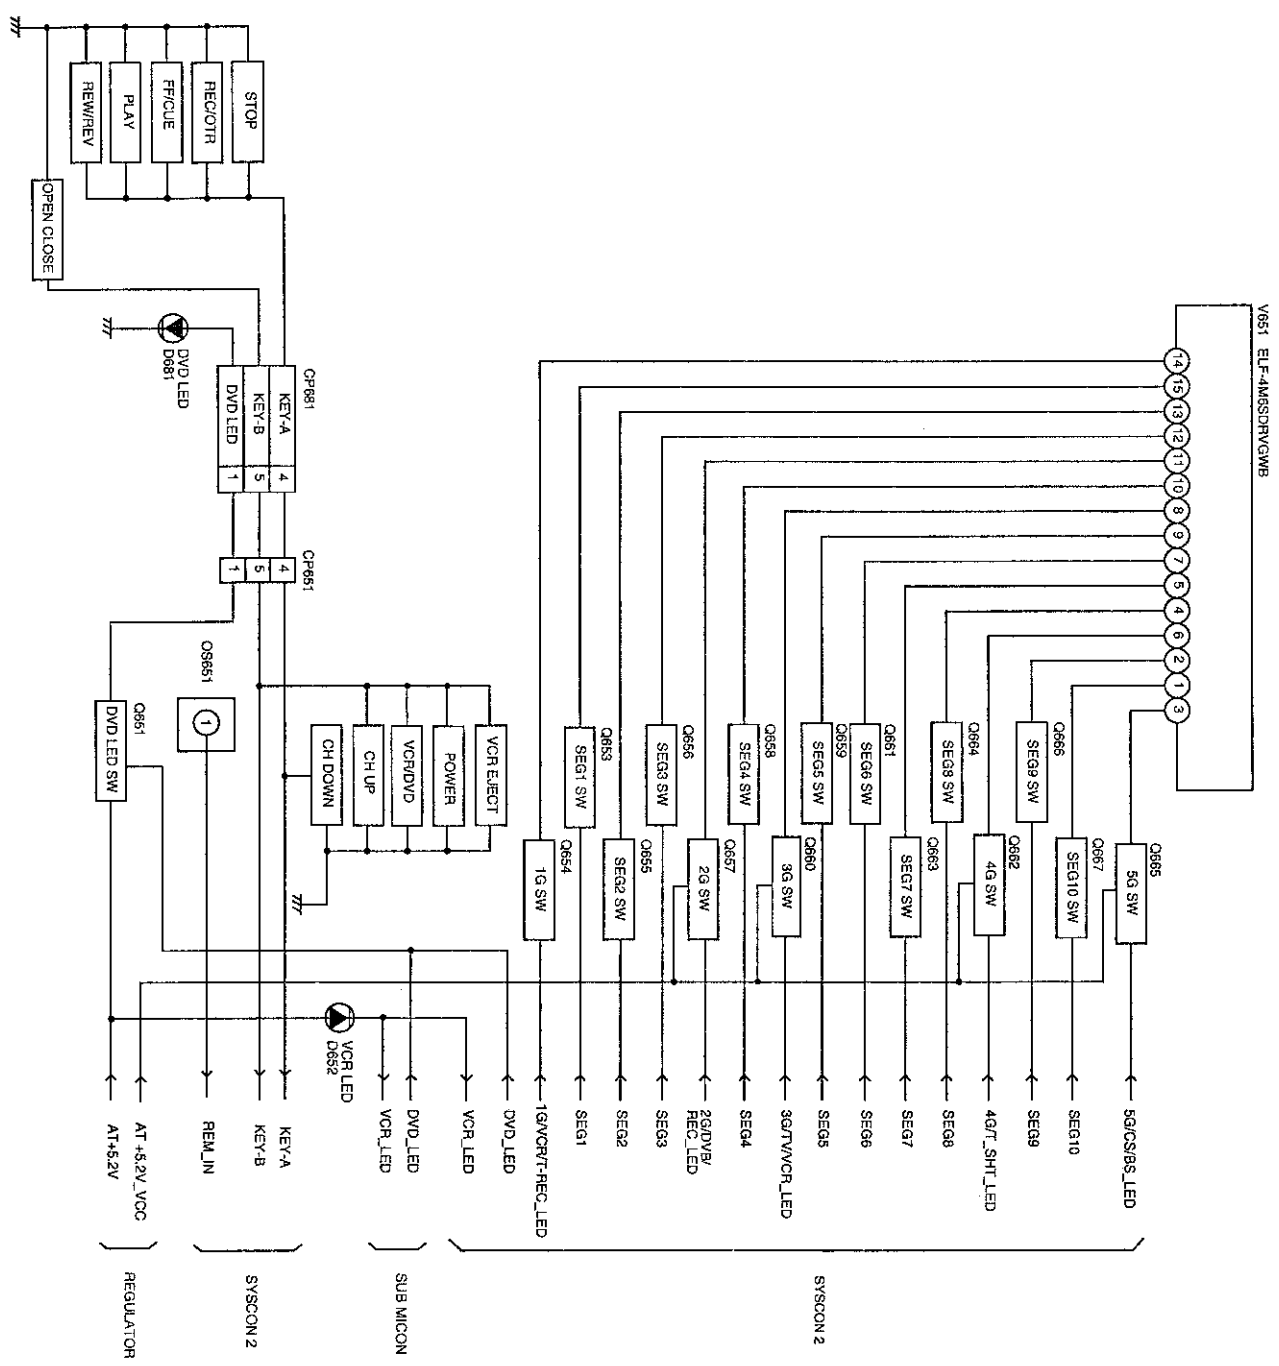 V651 ELF-4M6SDRVGWB
14
15
13
12
11
10
8
9
7
5
4
6
2
1
3
STOP
REC/OTR
FF/CUE
PLAY
REW/REV
OPEN CLOSE
DVD LED
D681
CP681
KEY-A
4
KEY-B
5
DVD LED
1
CP651
4
5
1
OS651
1
Q651
DVD LED SW
VCR EJECT
POWER
VCR/DVD
CH UP
CH DOWN
Q665
5G SW
Q667
SEG10 SW
Q666
SEG9 SW
Q662
4G SW
Q664
SEG8 SW
Q663
SEG7 SW
Q661
SEG6 SW
Q659
SEG5 SW
Q660
3G SW
Q658
SEG4 SW
Q657
2G SW
Q656
SEG3 SW
Q655
SEG2 SW
Q653
SEG1 SW
Q654
1G SW
VCR LED
D652
5G/CS/BS_LED
SEG10
SEG9
4G/T_SHT_LED
SEG8
SEG7
SEG6
SEG5
3G/TV/VCR_LED
SEG4
2G/DVB/
REC_LED
SEG3
SEG2
SEG1
1G/VCR/T-REC_LED
DVD_LED
VCR_LED
DVD_LED
VCR_LED
KEY-A
KEY-B
REM_IN
AT +5.2V_VCC
AT+5.2V
SYSCON 2
SUB MICON
SYSCON 2
REGULATOR